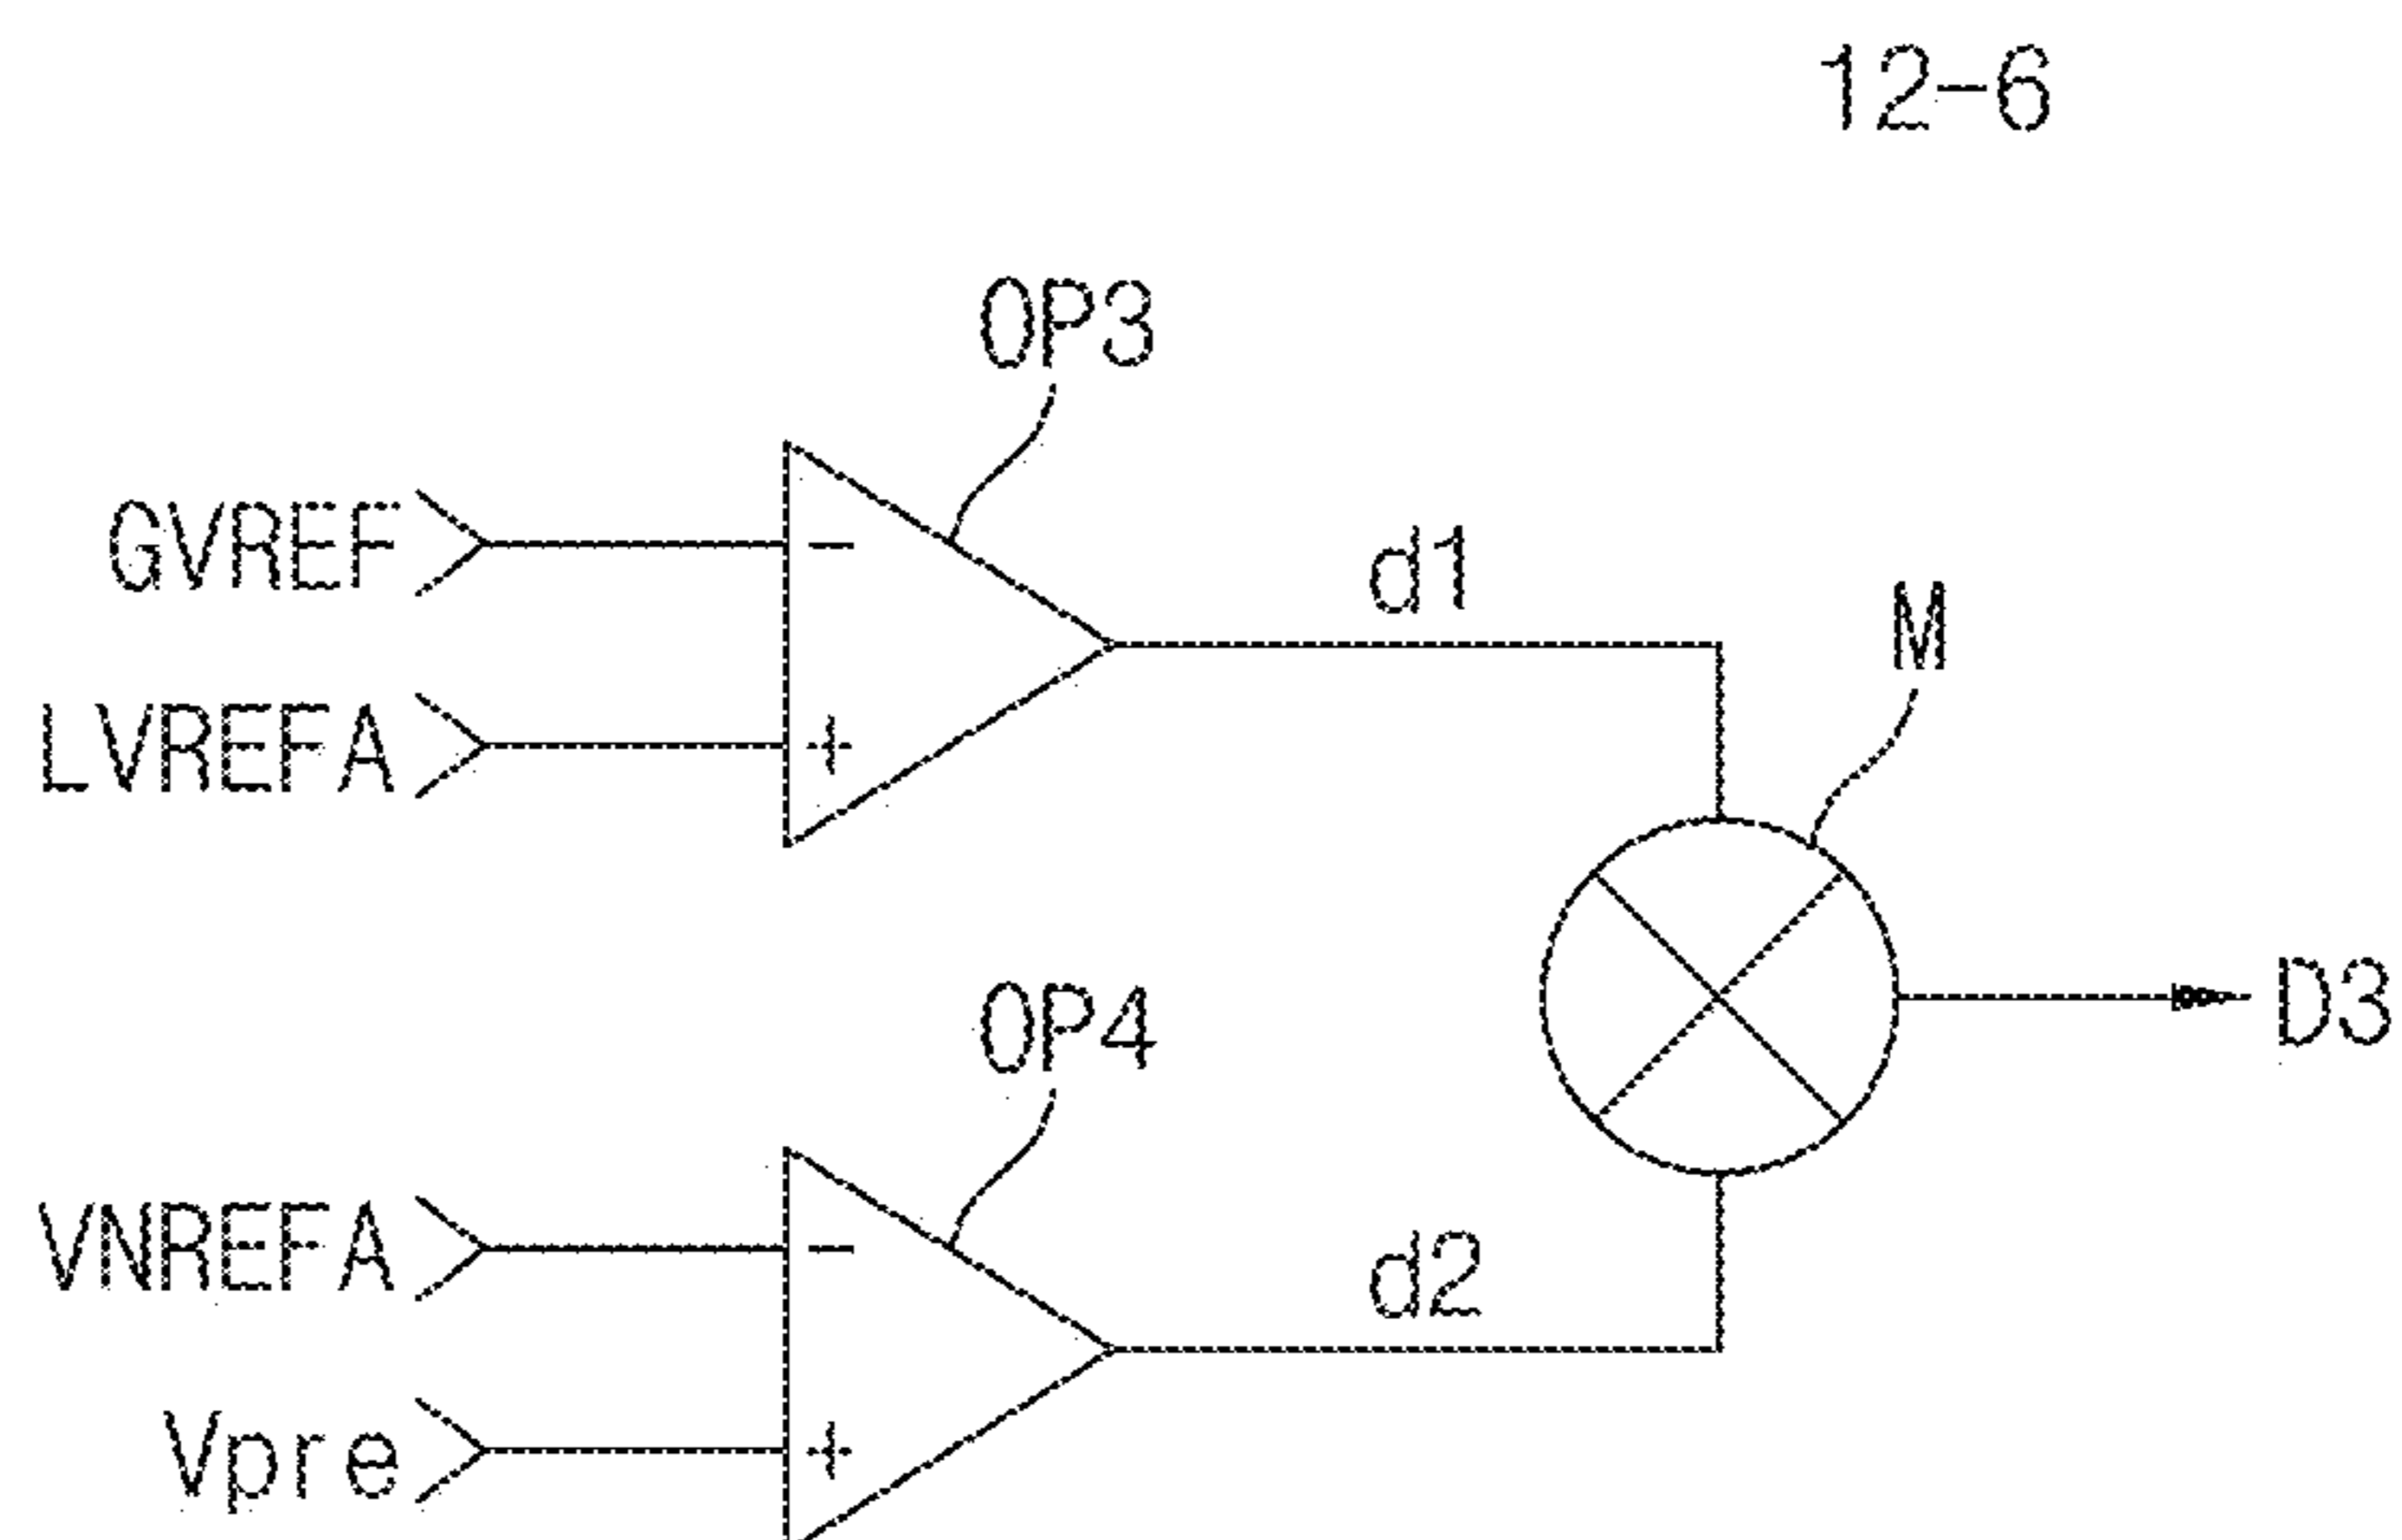 12-6
OP3
GVREF
-
d1
M
LVREFA
+
D3
OP4
VNREFA
-
d2
Vpre
+